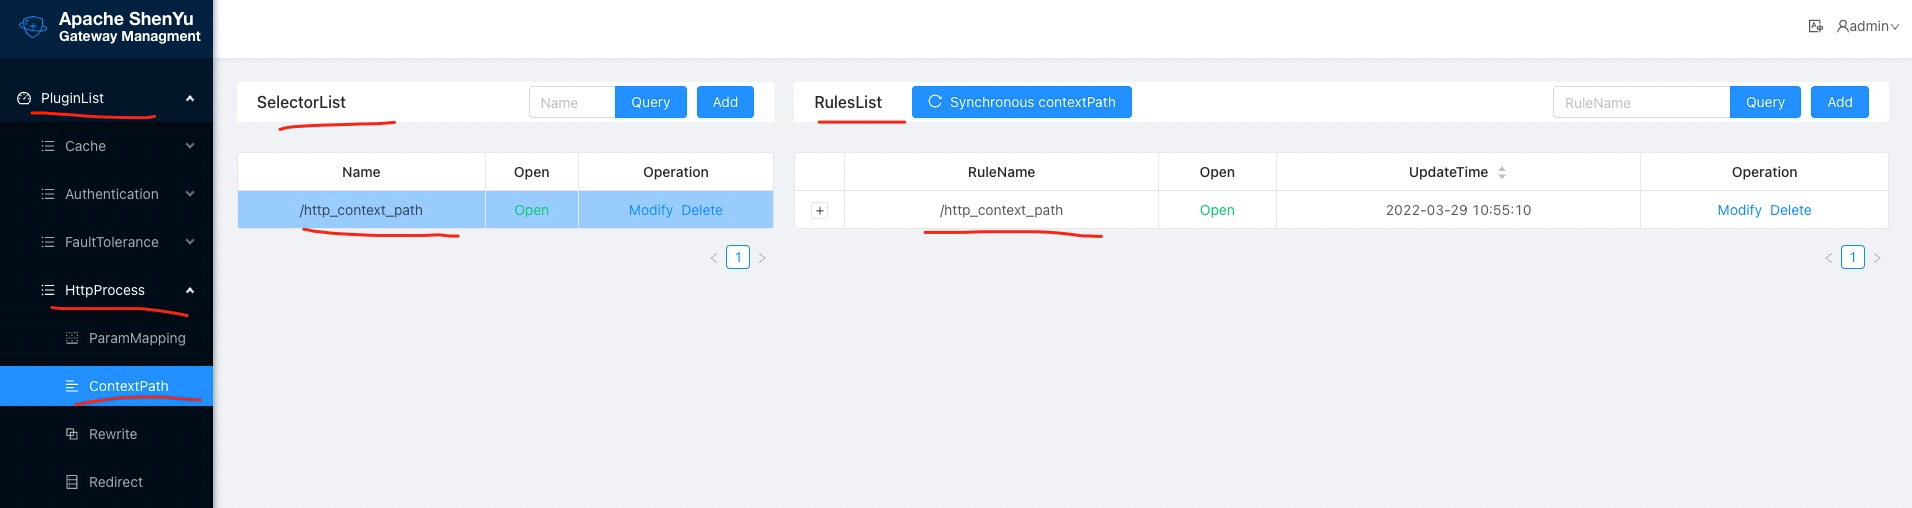 Apache ShenYu
Gateway Managment
admin
PluginList
SelectorList
Name
Query
Add
RulesList
Synchronous contextPath
RuleName
Query
Add
Cache
Authentication
FaultTolerance
HttpProcess
ParamMapping
ContextPath
Rewrite
Redirect
Name Open Operation
/http_context_path Open Modify Delete
1
RuleName Open UpdateTime Operation
/http_context_path Open 2022-03-29 10:55:10 Modify Delete
1